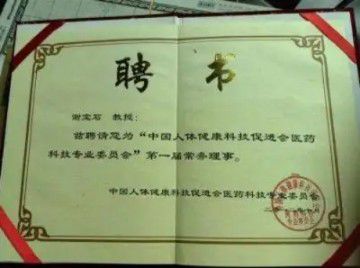 聘书
谢宝石 教授：
兹聘请您为“中国人体健康科技促进会医药
科技专业委员会”第一届常务理事。
中国人体健康科技促进会医药科技专业委员会